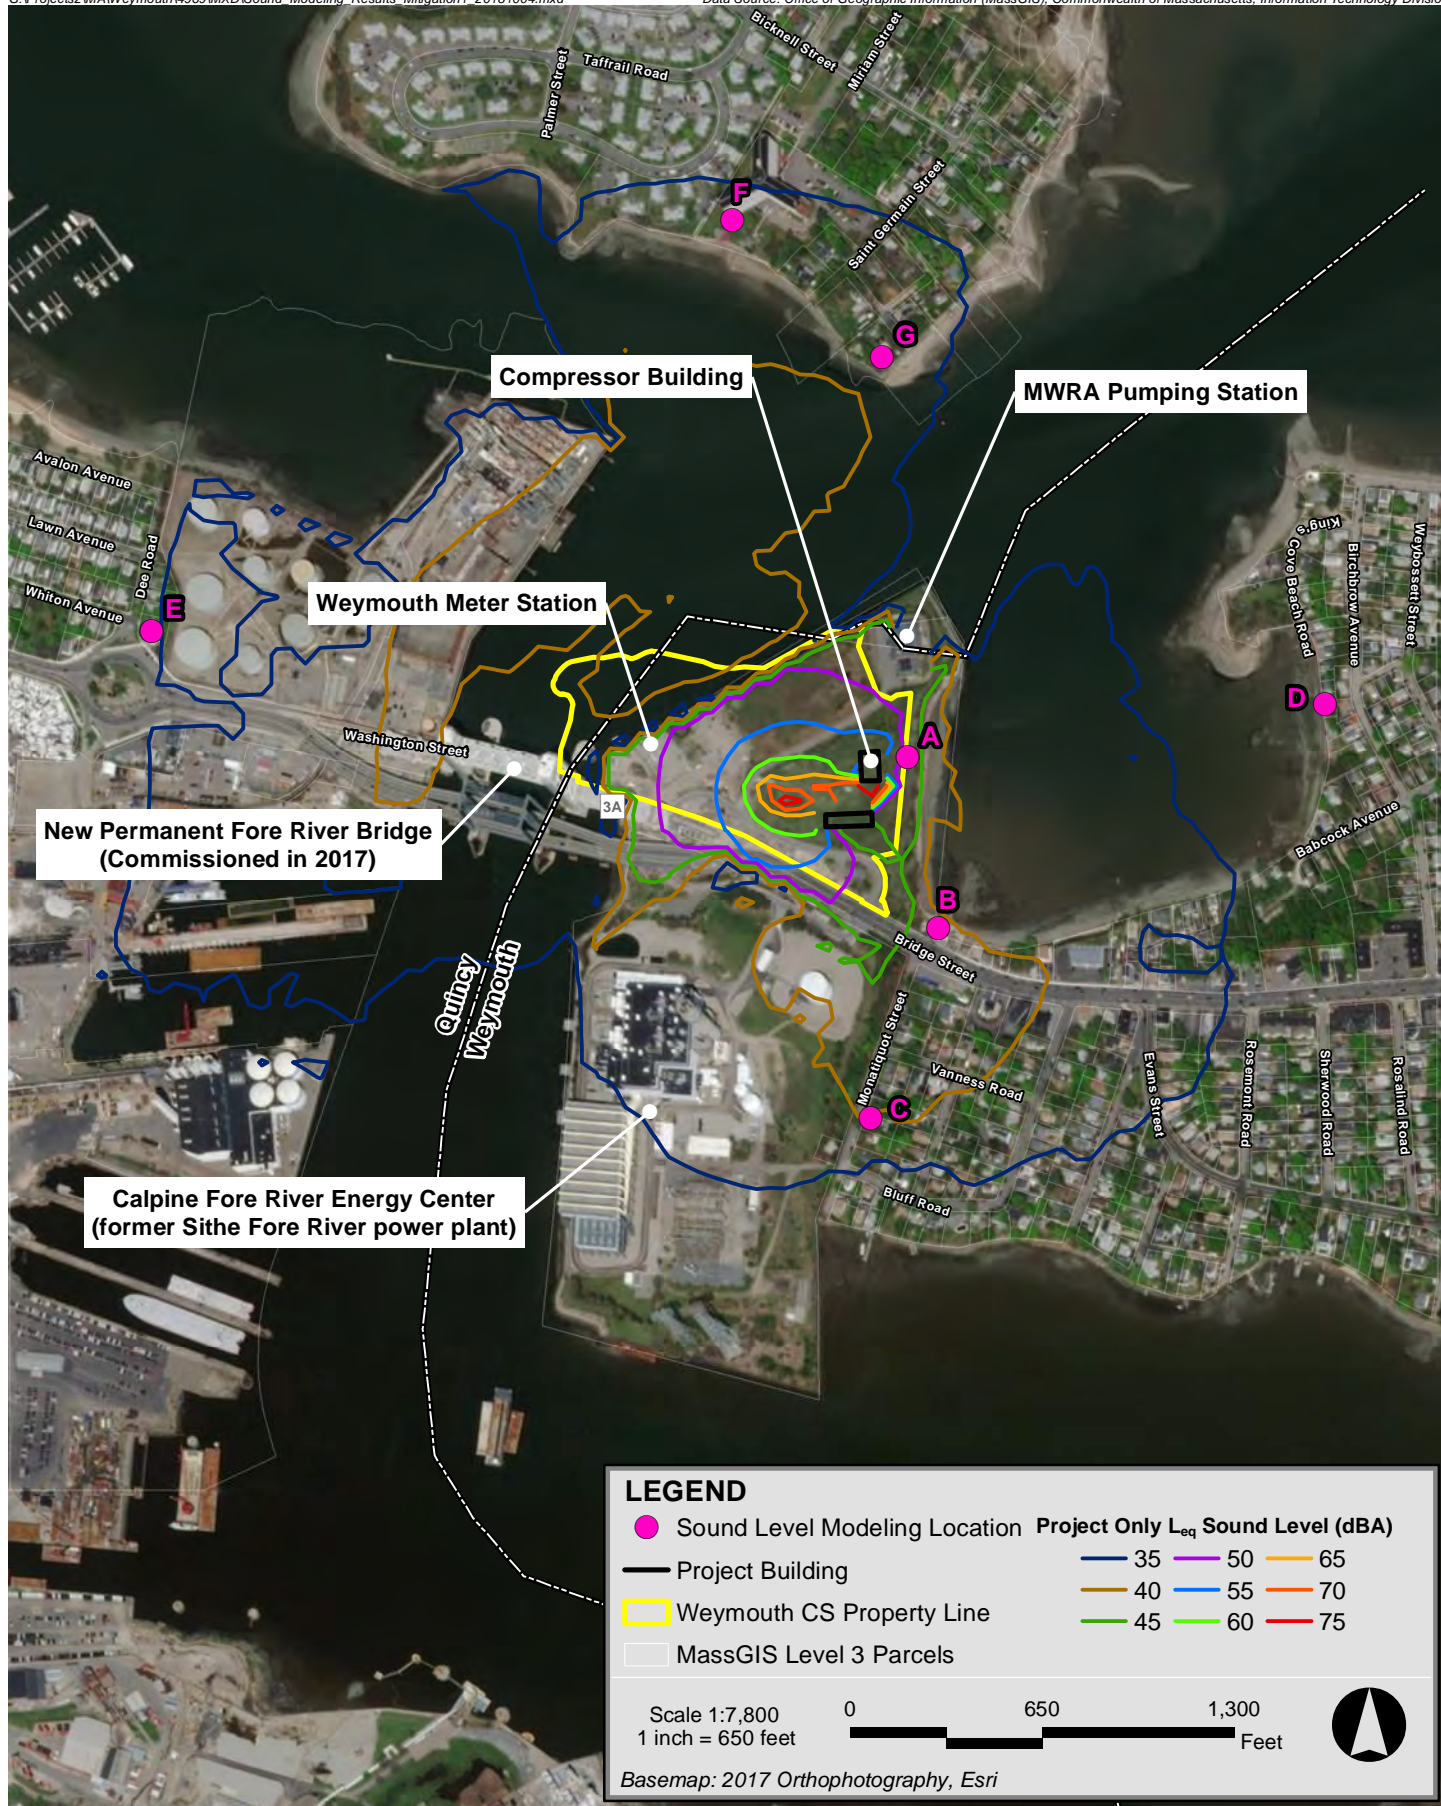 Bicknell Street
Miriam Street
Taffrail Road
Palmer Street
F
Saint Germain Street
G
Compressor Building
MWRA Pumping Station
Avalon Avenue
Lawn Avenue
Whiton Avenue
Dee Road
E
Weymouth Meter Station
King's
Cove Beach Road
Birchbrow Avenue
Weybossett Street
D
A
Washington Street
3A
New Permanent Fore River Bridge
(Commissioned in 2017)
Babcock Avenue
B
Bridge Street
Quincy
Weymouth
Monatiquot Street
Vanness Road
C
Evans Street
Rosemont Road
Sherwood Road
Rosalind Road
Bluff Road
Calpine Fore River Energy Center
(former Sithe Fore River power plant)
LEGEND
Sound Level Modeling Location
Project Building
Weymouth CS Property Line
MassGIS Level 3 Parcels
Project Only Leq Sound Level (dBA)
35 50 65
40 55 70
45 60 75
Scale 1:7,800
1 inch = 650 feet
0 650 1,300
Feet
Basemap: 2017 Orthophotography, Esri